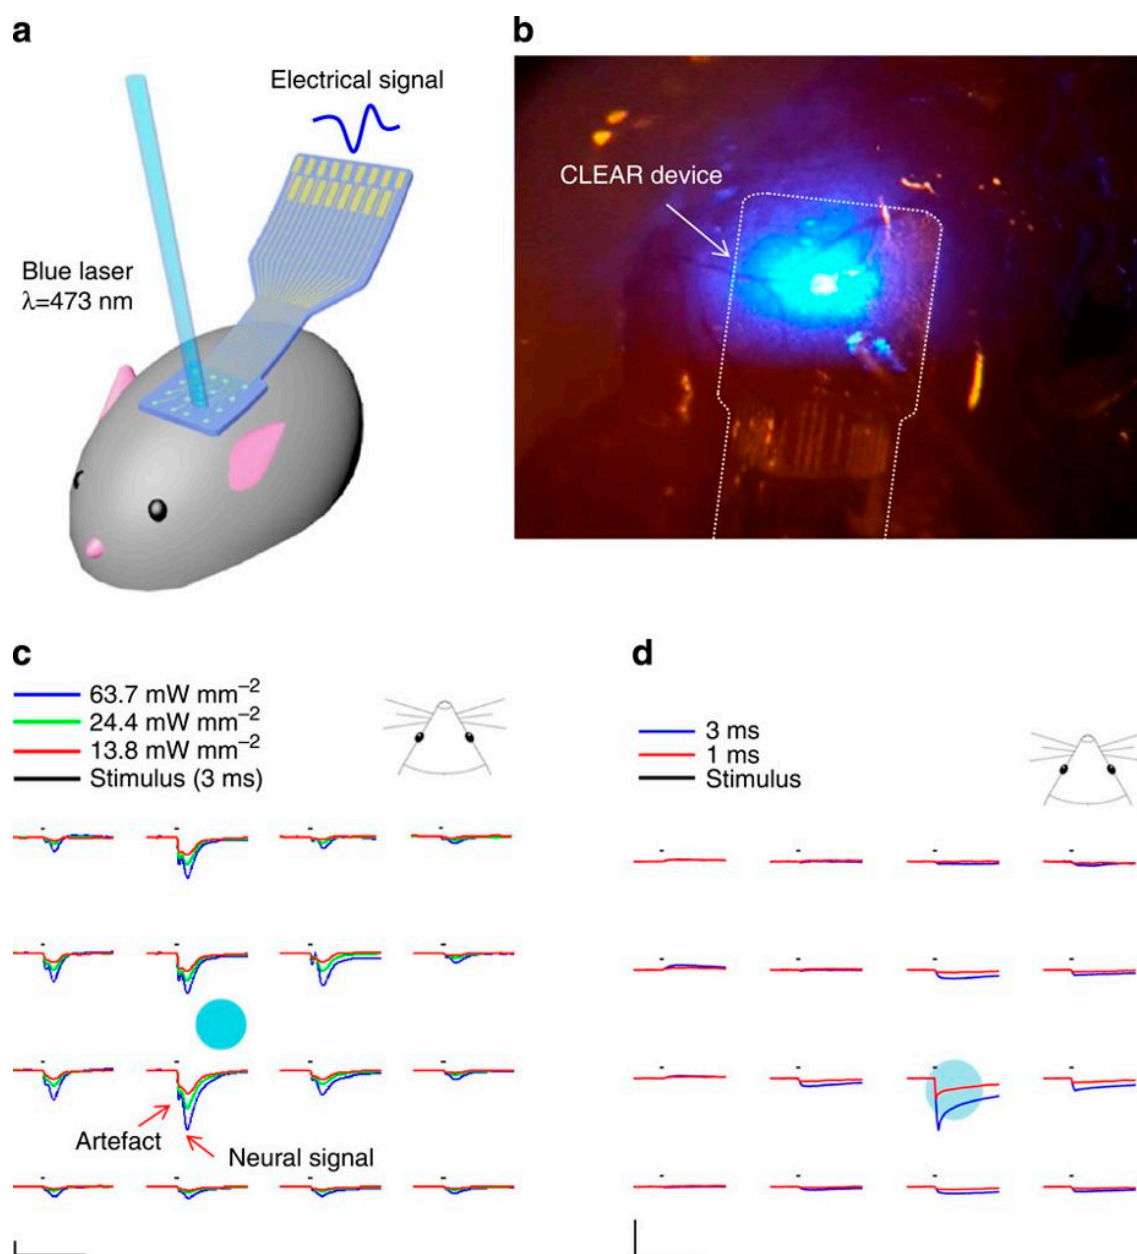 a
Electrical signal
Blue laser
λ=473 nm
b
CLEAR device
c
63.7 mW mm⁻²
24.4 mW mm⁻²
13.8 mW mm⁻²
Stimulus (3 ms)
Artefact
Neural signal
d
3 ms
1 ms
Stimulus